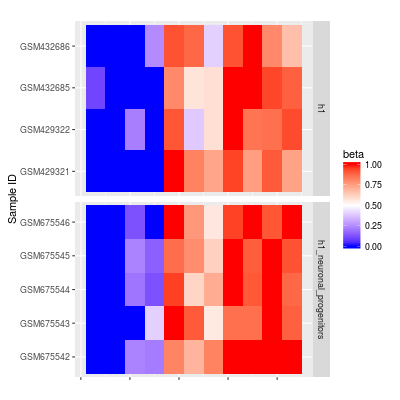 Sample ID
GSM432686
GSM432685
GSM429322
GSM429321
h1
GSM675546
GSM675545
GSM675544
GSM675543
GSM675542
h1_neuronal_progenitors
beta
1.00
0.75
0.50
0.25
0.00